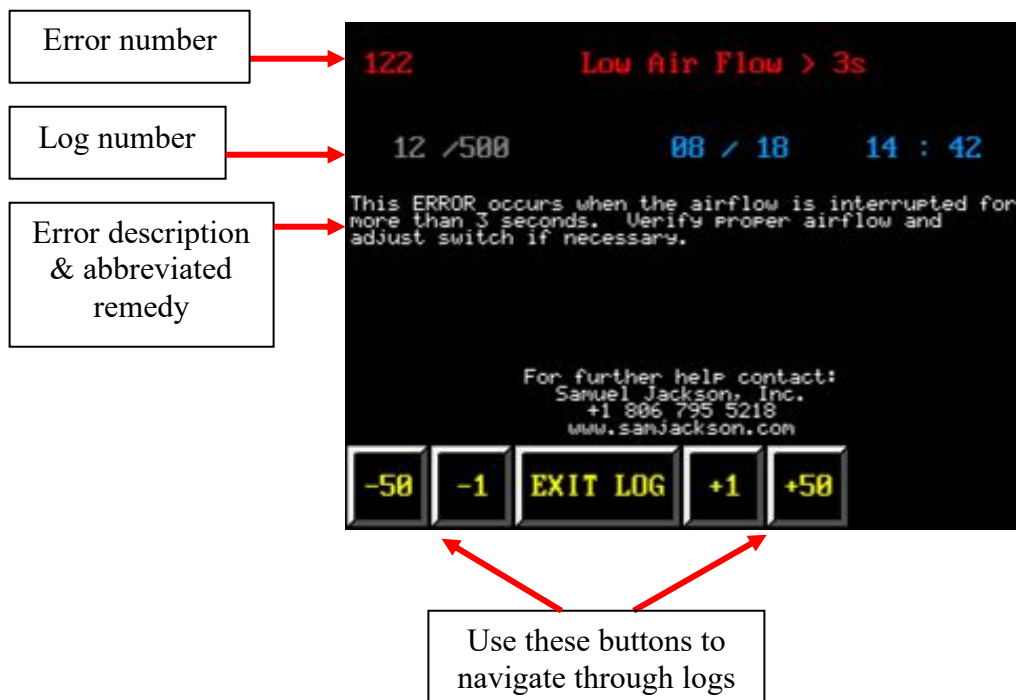 Error number
122 Low Air Flow > 3s
Log number
12 /500 08 / 18 14 : 42
Error description
& abbreviated
remedy
This ERROR occurs when the airflow is interrupted for
more than 3 seconds. Verify proper airflow and
adjust switch if necessary.
For further help contact:
Samuel Jackson, Inc.
+1 806 795 5218
www.samjackson.com
-50 -1 EXIT LOG +1 +50
Use these buttons to
navigate through logs